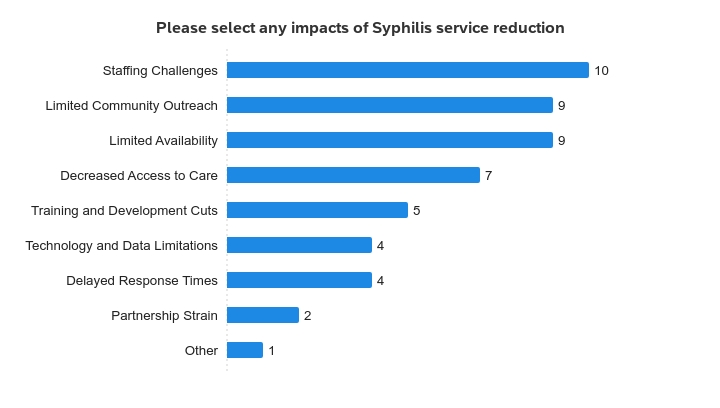 Please select any impacts of Syphilis service reduction
Staffing Challenges 10
Limited Community Outreach 9
Limited Availability 9
Decreased Access to Care 7
Training and Development Cuts 5
Technology and Data Limitations 4
Delayed Response Times 4
Partnership Strain 2
Other 1